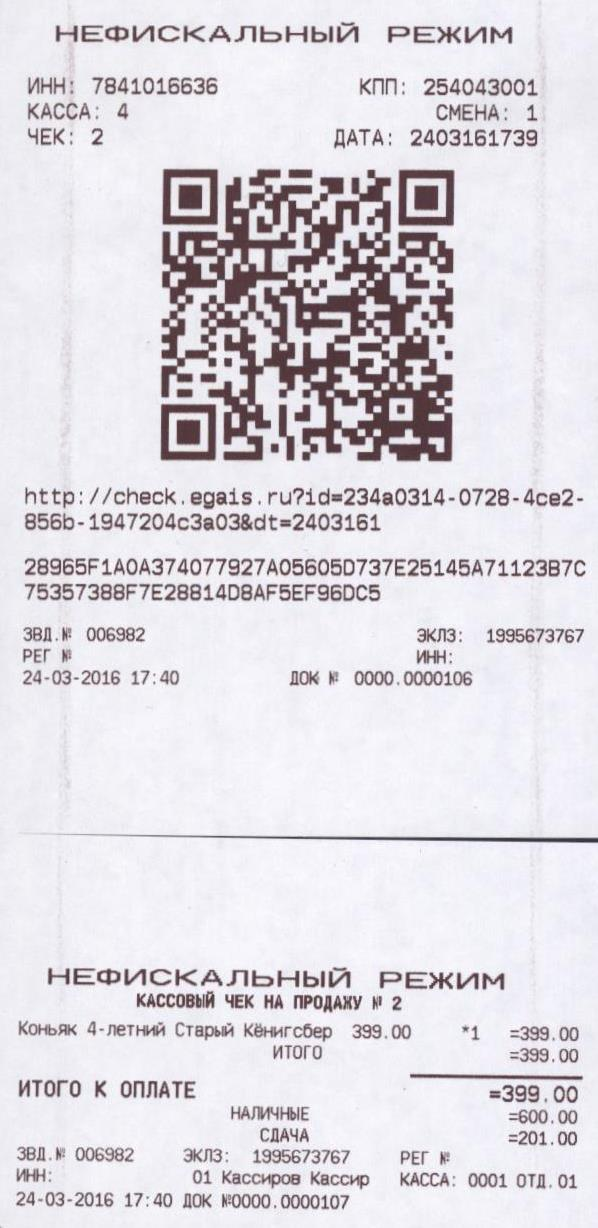 НЕФИСКАЛЬНЫЙ РЕЖИМ
ИНН: 7841016636 КПП: 254043001
КАССА: 4 СМЕНА: 1
ЧЕК: 2 ДАТА: 2403161739
http://check.egais.ru?id=234a0314-0728-4ce2-
856b-1947204c3a03&dt=2403161
28965F1A0A374077927A05605D737E25145A71123B7C
75357388F7E28814D8AF5EF96DC5
ЗВД.№ 006982 ЭКЛЗ: 1995673767
РЕГ № ИНН:
24-03-2016 17:40 ДОК № 0000.0000106
НЕФИСКАЛЬНЫЙ РЕЖИМ
КАССОВЫЙ ЧЕК НА ПРОДАЖУ № 2
Коньяк 4-летний Старый Кёнигсбер 399.00 *1 =399.00
ИТОГО =399.00
ИТОГО К ОПЛАТЕ =399.00
НАЛИЧНЫЕ =600.00
СДАЧА =201.00
ЗВД.№ 006982 ЭКЛЗ: 1995673767 РЕГ №
ИНН: 01 Кассиров Кассир КАССА: 0001 ОТД.01
24-03-2016 17:40 ДОК №0000.0000107